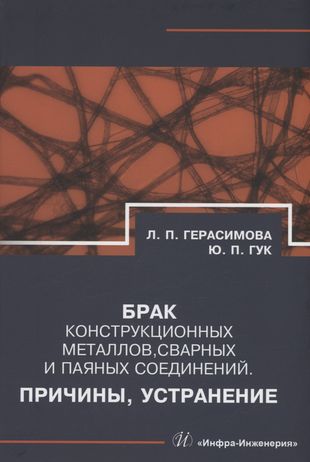 Л. П. ГЕРАСИМОВА
Ю. П. ГУК
БРАК
КОНСТРУКЦИОННЫХ
МЕТАЛЛОВ,СВАРНЫХ
И ПАЯНЫХ СОЕДИНЕНИЙ.
ПРИЧИНЫ, УСТРАНЕНИЕ
«Инфра-Инженерия»